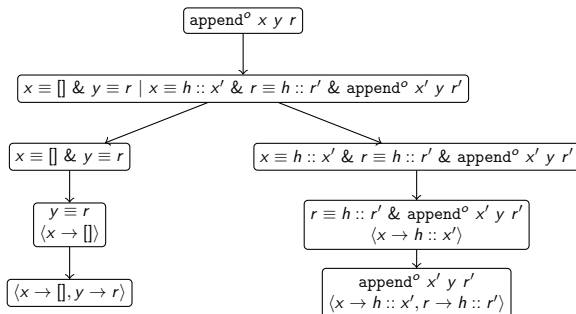 appendᵒ x y r
x ≡ [] & y ≡ r | x ≡ h :: x′ & r ≡ h :: r′ & appendᵒ x′ y r′
x ≡ [] & y ≡ r
x ≡ h :: x′ & r ≡ h :: r′ & appendᵒ x′ y r′
y ≡ r
⟨x → []⟩
r ≡ h :: r′ & appendᵒ x′ y r′
⟨x → h :: x′⟩
⟨x → [], y → r⟩
appendᵒ x′ y r′
⟨x → h :: x′, r → h :: r′⟩